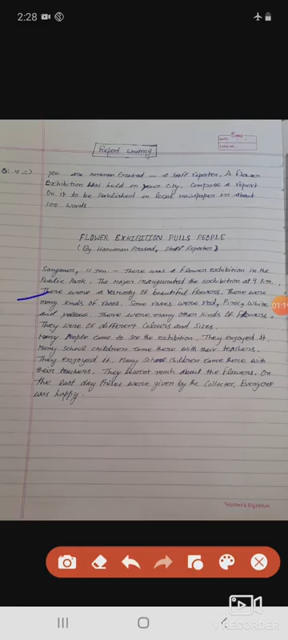 2:28
Report writing
Date
Q. 4 :-) you are Hanuman Prasad - a staff reporter. A Flower
Exhibition was held in your city. Compose a report
on it to be published in local newspaper in about
100 words.
FLOWER EXHIBITION PULLS PEOPLE
(By Hanuman Prasad, Staff Reporter)
11 - There was a flower exhibition in the
Public Park. The mayor inaugurated the exhibition at 9 A.m.
There were a variety of beautiful flowers. There were
many kinds of roses. Some roses were Red, Pink, White
and yellow. There were many other kinds of flowers.
They were of different Colours and Sizes.
Many People came to see the exhibition. They enjoyed it.
Many School childrens came there with their teachers.
They enjoyed it. Many School Children came there with
their teachers. They learnt much about the flowers. On
the last day Prizes were given by the Collector. Everyone
was happy.
01:1
Teacher's Signature
RECORDER